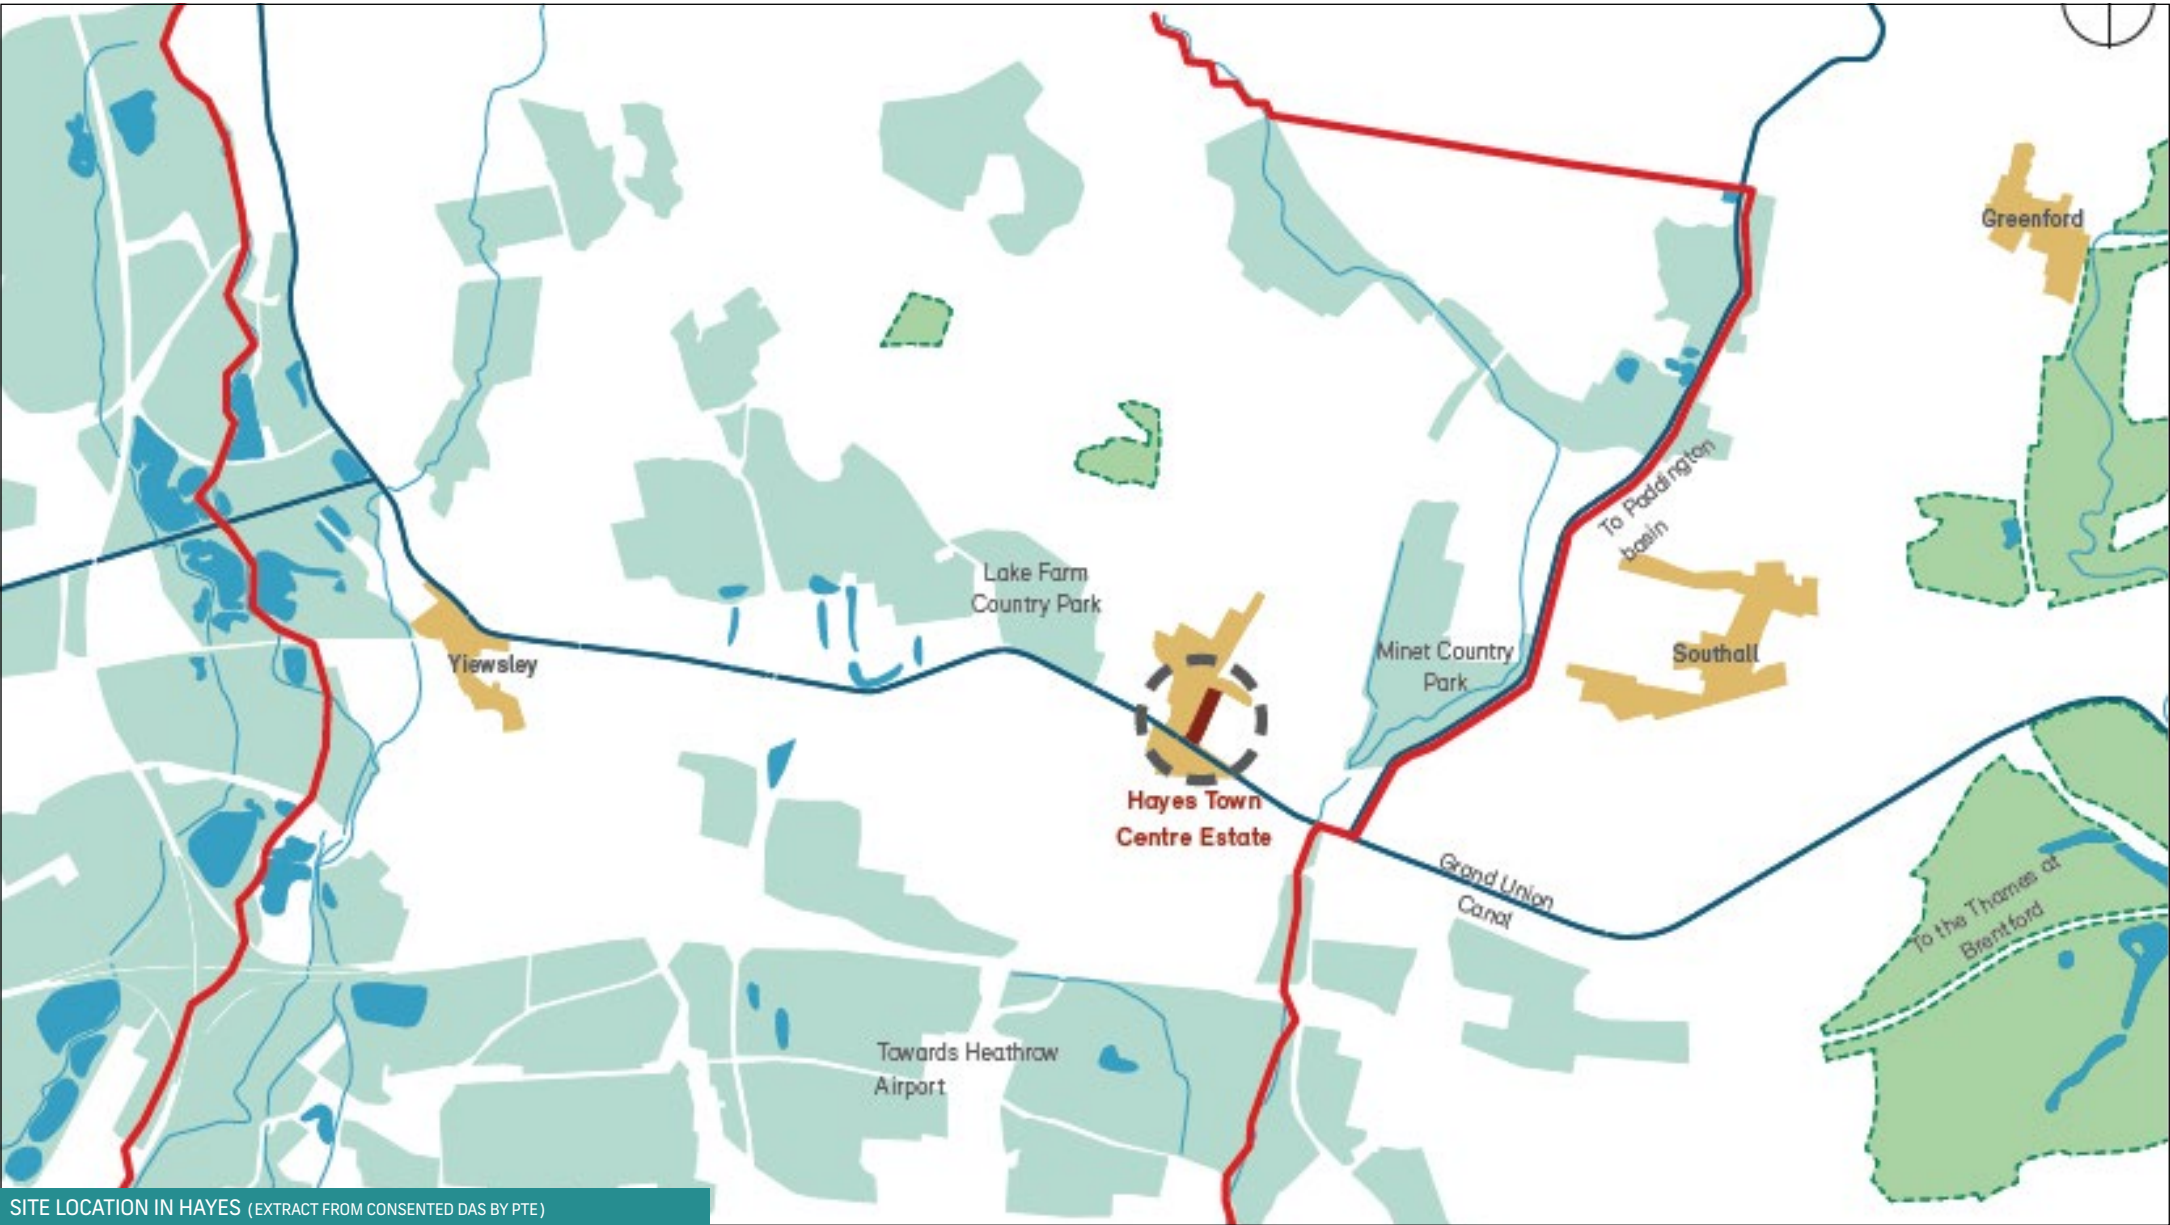 Greenford
To Paddington
basin
Lake Farm
Country Park
Minet Country
Park
Southall
Yiewsley
Hayes Town
Centre Estate
Grand Union
Canal
To the Thames at
Brentford
Towards Heathrow
Airport
SITE LOCATION IN HAYES (EXTRACT FROM CONSENTED DAS BY PTE)